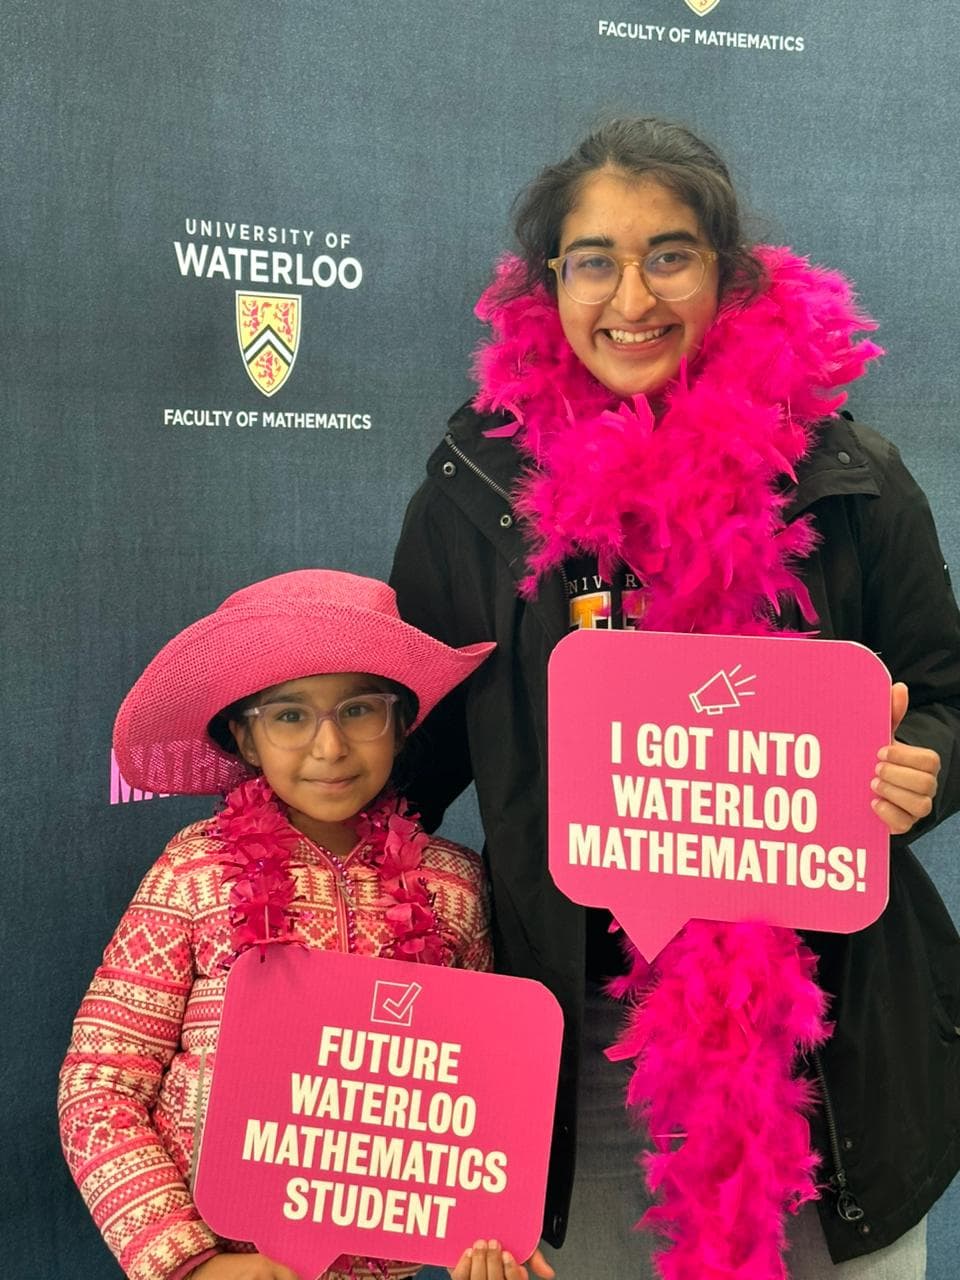 FACULTY OF MATHEMATICS
UNIVERSITY OF
WATERLOO
FACULTY OF MATHEMATICS
I GOT INTO
WATERLOO
MATHEMATICS!
FUTURE
WATERLOO
MATHEMATICS
STUDENT